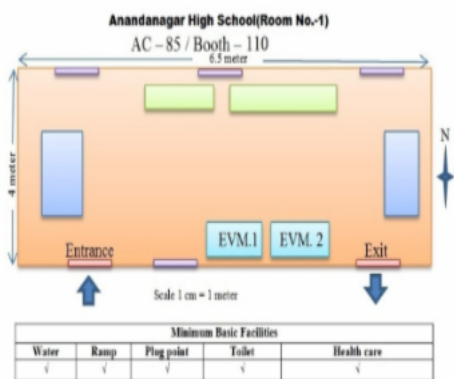 Anandanagar High School(Room No.-1)
AC – 85 / Booth – 110
6.5 meter
4 meter
N
EVM.1 EVM. 2
Entrance Exit
Scale 1 cm = 1 meter
Minimum Basic Facilities
Water Ramp Plug point Toilet Health care
√ √ √ √ √